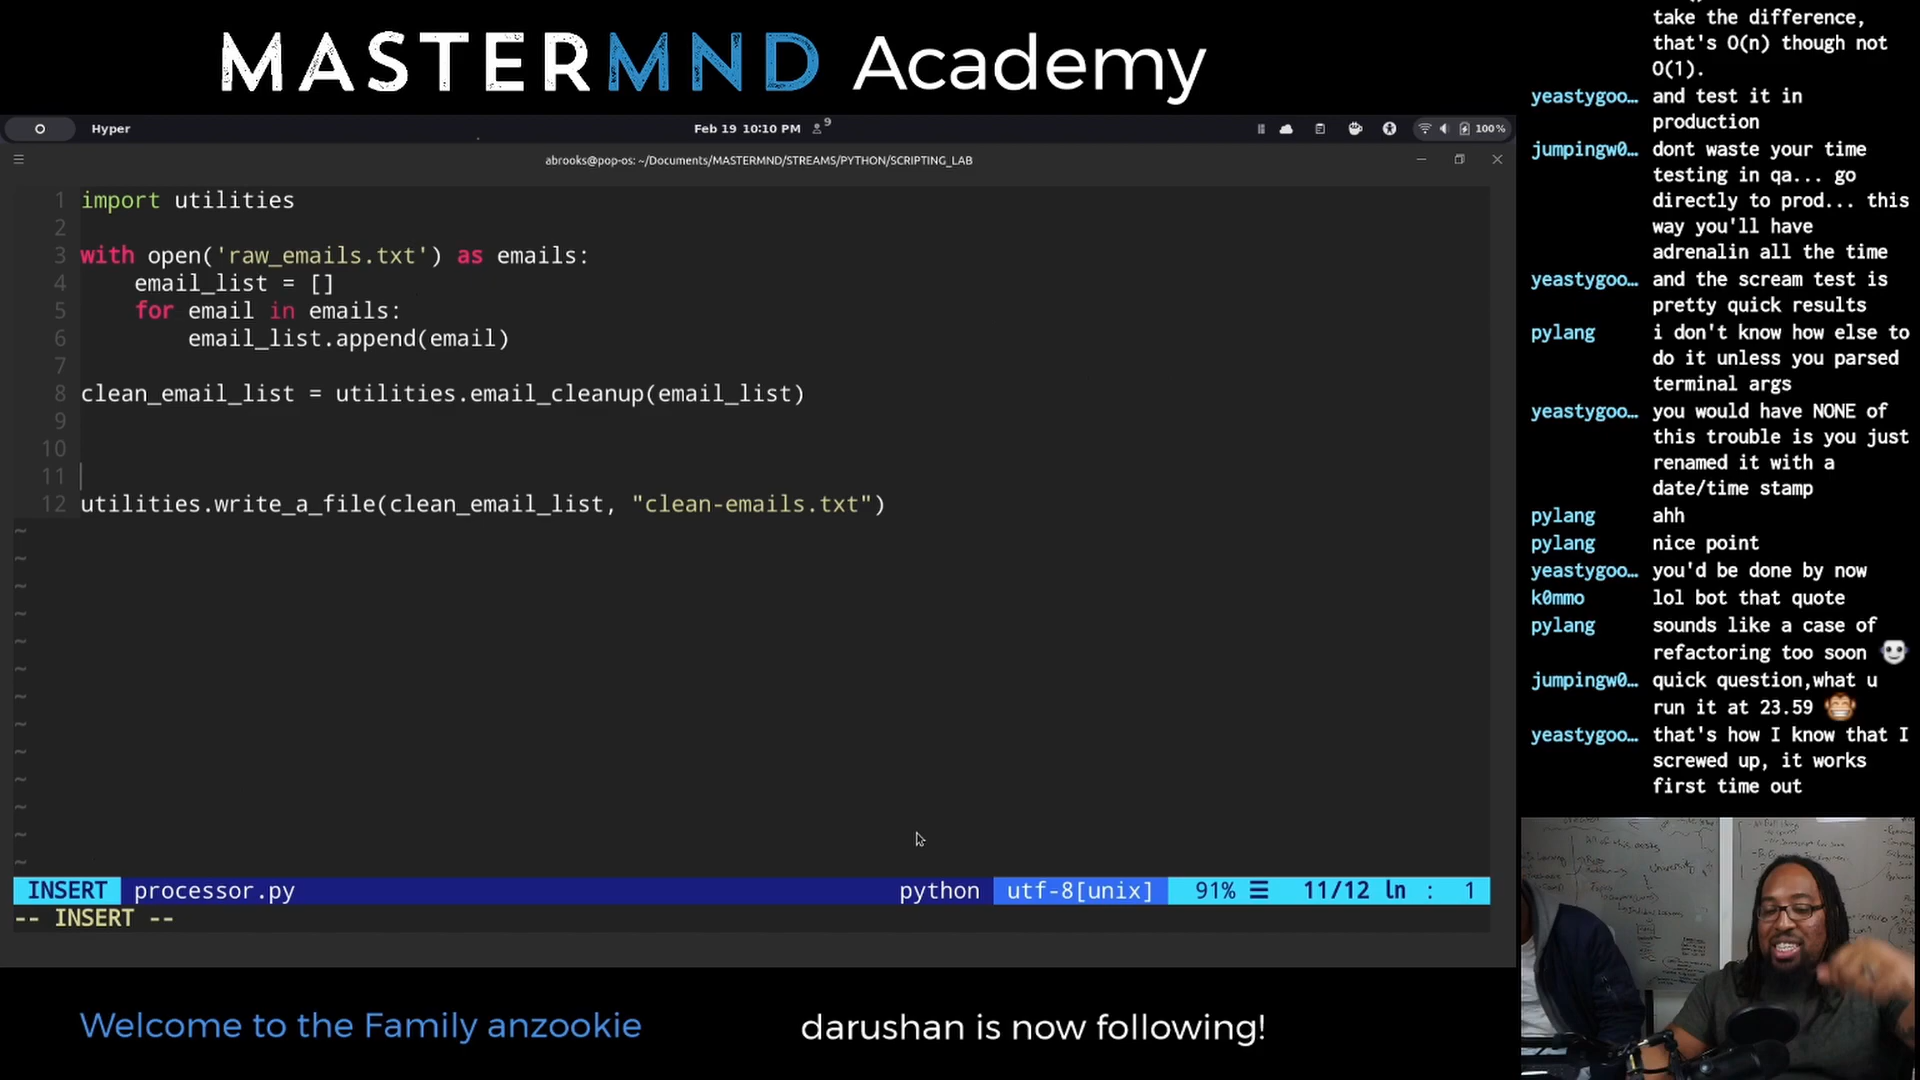 MASTERMND Academy
Hyper
Feb 19 10:10 PM
9
100%
abrooks@pop-os: ~/Documents/MASTERMND/STREAMS/PYTHON/SCRIPTING_LAB
1 import utilities
2
3 with open('raw_emails.txt') as emails:
4 email_list = []
5 for email in emails:
6 email_list.append(email)
7
8 clean_email_list = utilities.email_cleanup(email_list)
9
10
11
12 utilities.write_a_file(clean_email_list, "clean-emails.txt")
~
~
~
~
~
~
~
~
~
~
~
~
~
INSERT processor.py python utf-8[unix] 91% ☰ 11/12 ln : 1
-- INSERT --
take the difference,
that's O(n) though not
O(1).
yeastygoo… and test it in
production
jumpingw0… dont waste your time
testing in qa... go
directly to prod... this
way you'll have
adrenalin all the time
yeastygoo… and the scream test is
pretty quick results
pylang i don't know how else to
do it unless you parsed
terminal args
yeastygoo… you would have NONE of
this trouble is you just
renamed it with a
date/time stamp
pylang ahh
pylang nice point
yeastygoo… you'd be done by now
k0mmo lol bot that quote
pylang sounds like a case of
refactoring too soon
jumpingw0… quick question,what u
run it at 23.59
yeastygoo… that's how I know that I
screwed up, it works
first time out
Welcome to the Family anzookie
darushan is now following!